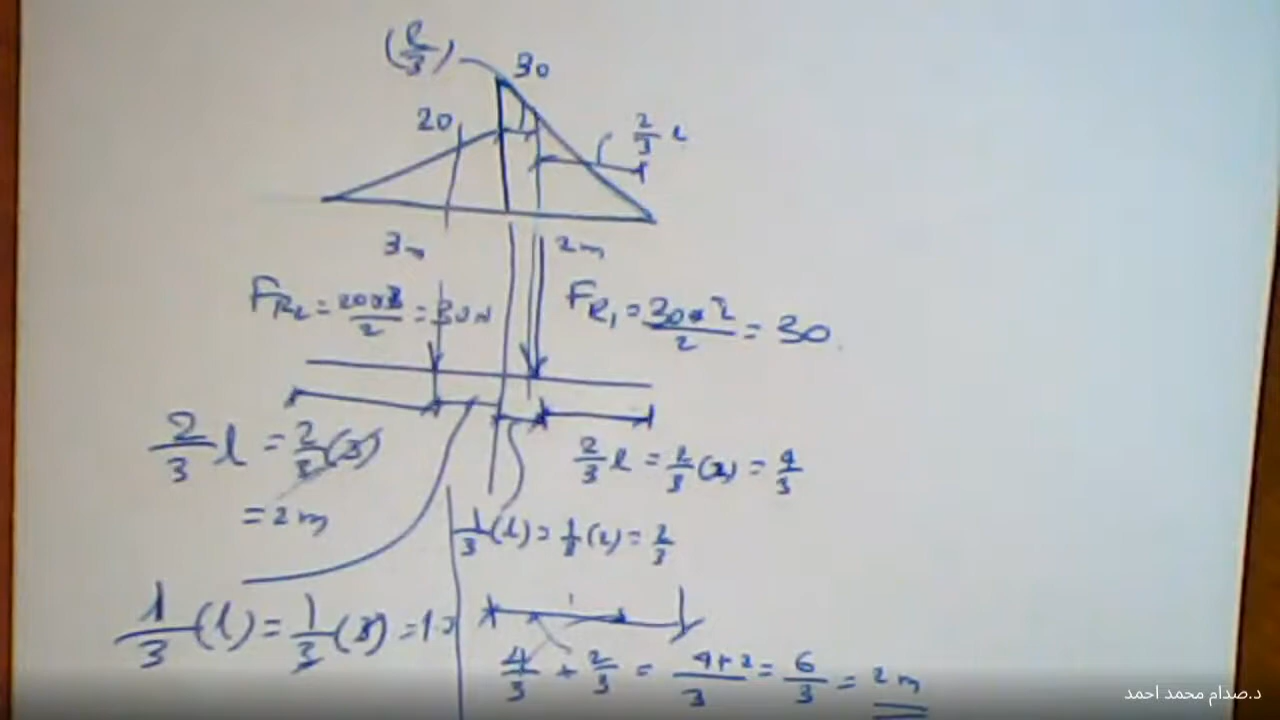 (l/3) 30
20
2/3 l
3m 2m
FR2 = 20×3/2 = 30N
FR1 = 30×2/2 = 30
2/3 l = 2/3 (3)
= 2m
2/3 l = 2/3 (2) = 4/3
1/3 (l) = 1/3 (2) = 2/3
1/3 (l) = 1/3 (3) = 1
4/3 + 2/3 = 4+2/3 = 6/3 = 2m
د.صدام محمد احمد